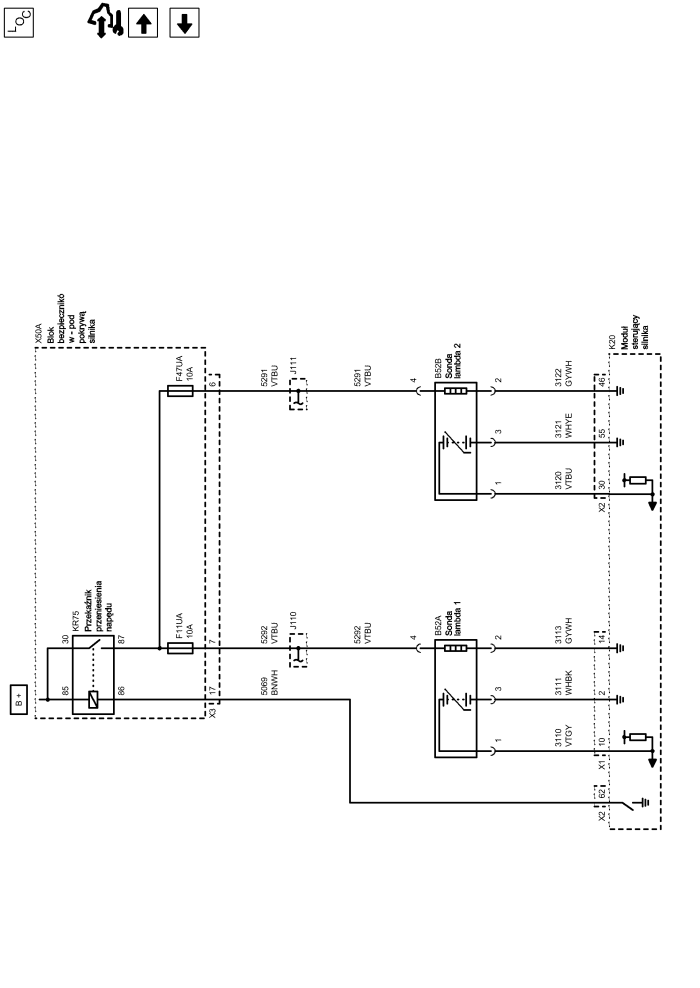 LOC
B +
X50A
Blok
bezpiecznikó
w - pod
pokrywą
silnika
KR75
Przekaźnik
przeniesienia
napędu
85
30
86
87
F11UA
10A
F47UA
10A
X3
17
7
6
5069
BNWH
5292
VTBU
5291
VTBU
J110
J111
5292
VTBU
5291
VTBU
B52A
Sonda
lambda 1
4
1
3
2
B52B
Sonda
lambda 2
4
1
3
2
3110
VTGY
3111
WHBK
3113
GYWH
3120
VTBU
3121
WHYE
3122
GYWH
X2
62
X1
10
2
14
X2
30
55
46
K20
Moduł
sterujący
silnika